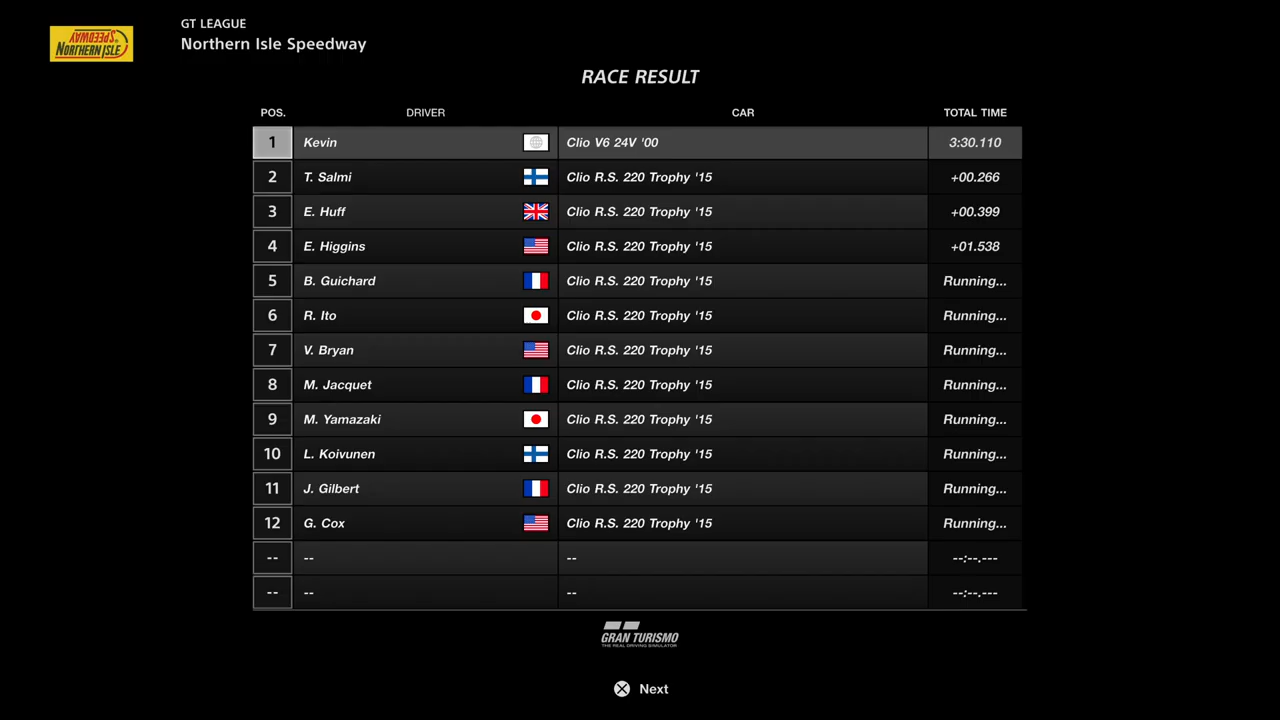 GT LEAGUE
Northern Isle Speedway
SPEEDWAY
NORTHERN ISLE
RACE RESULT
POS. DRIVER CAR TOTAL TIME
1 Kevin Clio V6 24V '00 3:30.110
2 T. Salmi Clio R.S. 220 Trophy '15 +00.266
3 E. Huff Clio R.S. 220 Trophy '15 +00.399
4 E. Higgins Clio R.S. 220 Trophy '15 +01.538
5 B. Guichard Clio R.S. 220 Trophy '15 Running...
6 R. Ito Clio R.S. 220 Trophy '15 Running...
7 V. Bryan Clio R.S. 220 Trophy '15 Running...
8 M. Jacquet Clio R.S. 220 Trophy '15 Running...
9 M. Yamazaki Clio R.S. 220 Trophy '15 Running...
10 L. Koivunen Clio R.S. 220 Trophy '15 Running...
11 J. Gilbert Clio R.S. 220 Trophy '15 Running...
12 G. Cox Clio R.S. 220 Trophy '15 Running...
-- -- -- --:--.---
-- -- -- --:--.---
GRAN TURISMO
THE REAL DRIVING SIMULATOR
Next